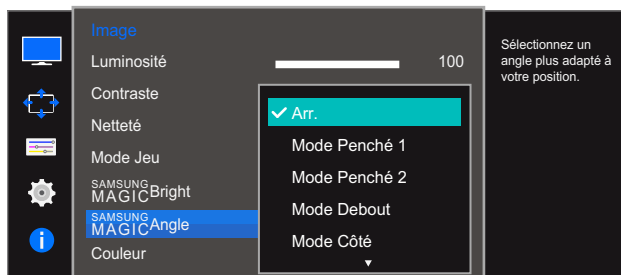 Image
Luminosité 100
Contraste
Netteté
Mode Jeu
SAMSUNG
MAGICBright
SAMSUNG
MAGICAngle
Couleur
Arr.
Mode Penché 1
Mode Penché 2
Mode Debout
Mode Côté
Sélectionnez un
angle plus adapté à
votre position.